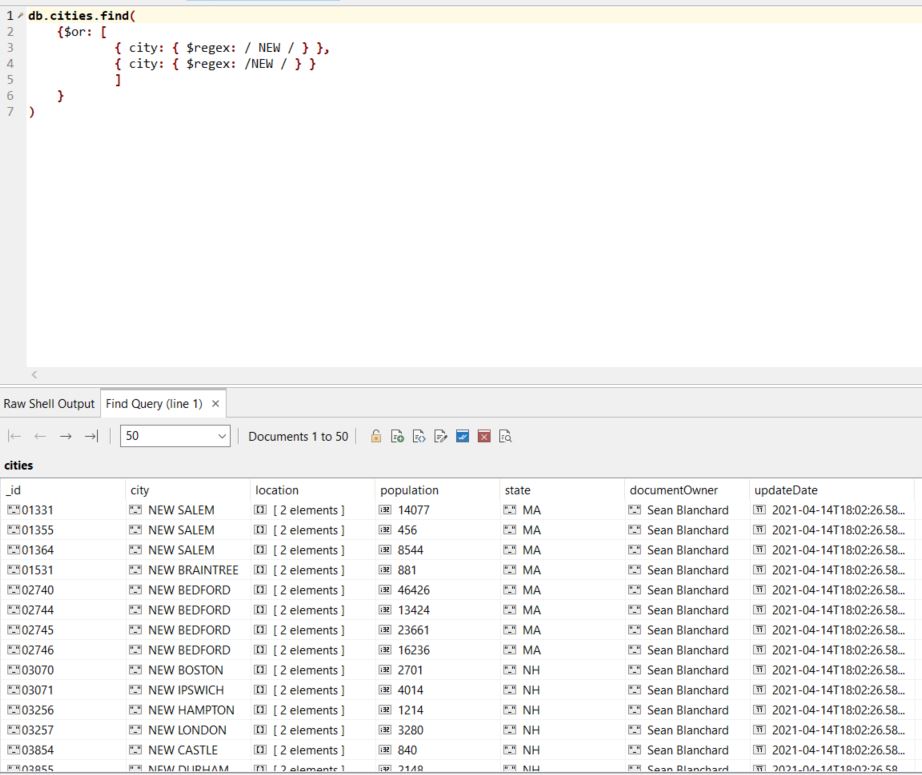 1 db.cities.find(
2 {$or: [
3 { city: { $regex: / NEW / } },
4 { city: { $regex: /NEW / } }
5 ]
6 }
7 )
Raw Shell Output Find Query (line 1) ×
50 Documents 1 to 50
cities
_id city location population state documentOwner updateDate
01331 NEW SALEM [ 2 elements ] 14077 MA Sean Blanchard 2021-04-14T18:02:26.58...
01355 NEW SALEM [ 2 elements ] 456 MA Sean Blanchard 2021-04-14T18:02:26.58...
01364 NEW SALEM [ 2 elements ] 8544 MA Sean Blanchard 2021-04-14T18:02:26.58...
01531 NEW BRAINTREE [ 2 elements ] 881 MA Sean Blanchard 2021-04-14T18:02:26.58...
02740 NEW BEDFORD [ 2 elements ] 46426 MA Sean Blanchard 2021-04-14T18:02:26.58...
02744 NEW BEDFORD [ 2 elements ] 13424 MA Sean Blanchard 2021-04-14T18:02:26.58...
02745 NEW BEDFORD [ 2 elements ] 23661 MA Sean Blanchard 2021-04-14T18:02:26.58...
02746 NEW BEDFORD [ 2 elements ] 16236 MA Sean Blanchard 2021-04-14T18:02:26.58...
03070 NEW BOSTON [ 2 elements ] 2701 NH Sean Blanchard 2021-04-14T18:02:26.58...
03071 NEW IPSWICH [ 2 elements ] 4014 NH Sean Blanchard 2021-04-14T18:02:26.58...
03256 NEW HAMPTON [ 2 elements ] 1214 NH Sean Blanchard 2021-04-14T18:02:26.58...
03257 NEW LONDON [ 2 elements ] 3280 NH Sean Blanchard 2021-04-14T18:02:26.58...
03854 NEW CASTLE [ 2 elements ] 840 NH Sean Blanchard 2021-04-14T18:02:26.58...
03855 NEW DURHAM [ 2 elements ] 2148 NH Sean Blanchard 2021-04-14T18:02:26.58...